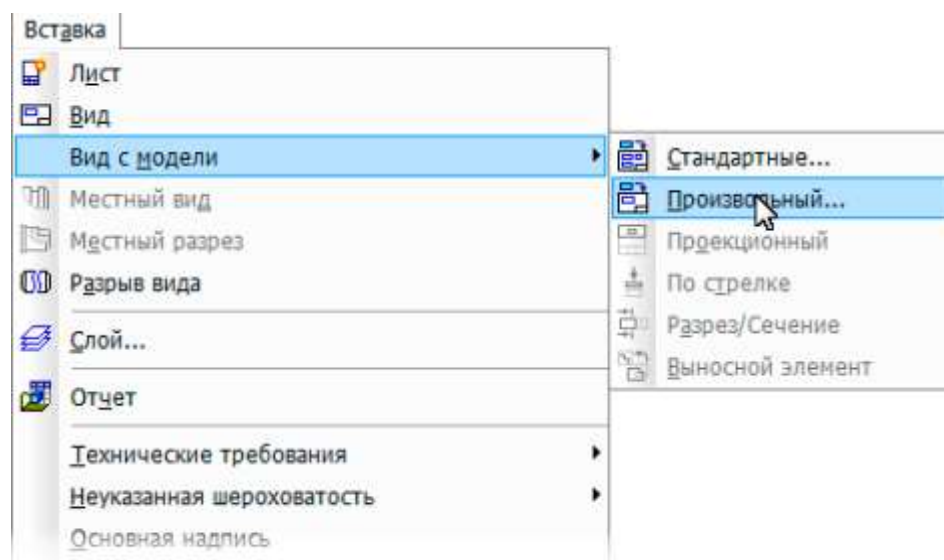 Вставка
Лист
Вид
Вид с модели
Местный вид
Местный разрез
Разрыв вида
Слой...
Отчет
Технические требования
Неуказанная шероховатость
Основная надпись
Стандартные...
Произвольный...
Проекционный
По стрелке
Разрез/Сечение
Выносной элемент